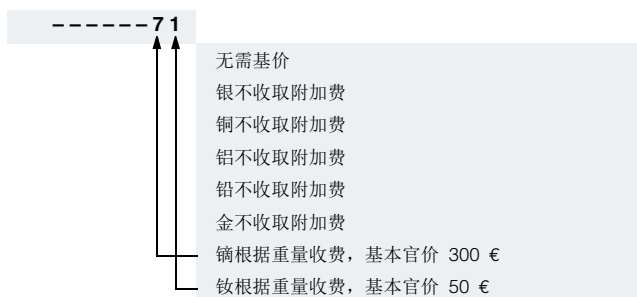 ––––––71
无需基价
银不收取附加费
铜不收取附加费
铝不收取附加费
铅不收取附加费
金不收取附加费
镝根据重量收费，基本官价 300 €
钕根据重量收费，基本官价 50 €